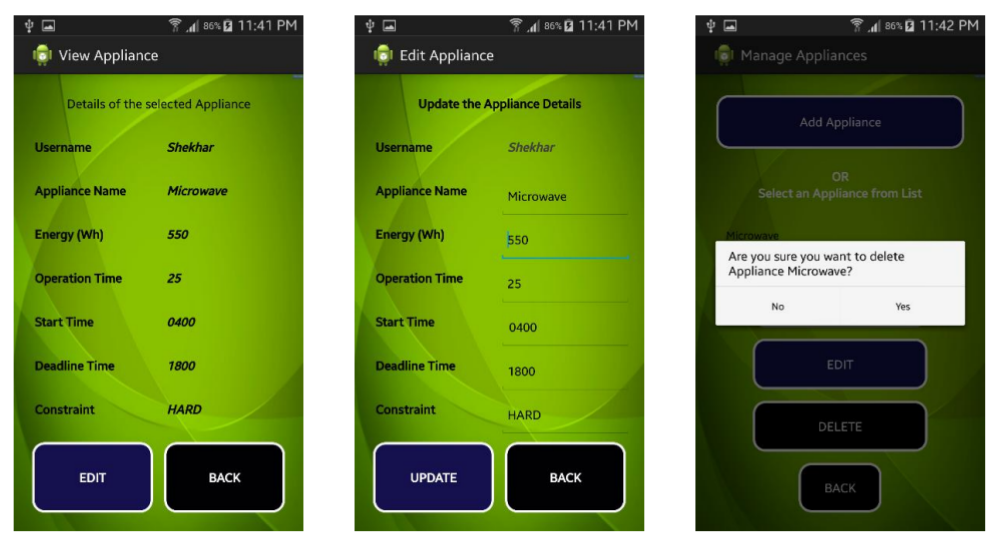 86% 11:41 PM
View Appliance
Details of the selected Appliance
Username Shekhar
Appliance Name Microwave
Energy (Wh) 550
Operation Time 25
Start Time 0400
Deadline Time 1800
Constraint HARD
EDIT BACK
86% 11:41 PM
Edit Appliance
Update the Appliance Details
Username Shekhar
Appliance Name Microwave
Energy (Wh) 550
Operation Time 25
Start Time 0400
Deadline Time 1800
Constraint HARD
UPDATE BACK
86% 11:42 PM
Manage Appliances
Add Appliance
OR
Select an Appliance from List
Microwave
Are you sure you want to delete
Appliance Microwave?
No Yes
EDIT
DELETE
BACK